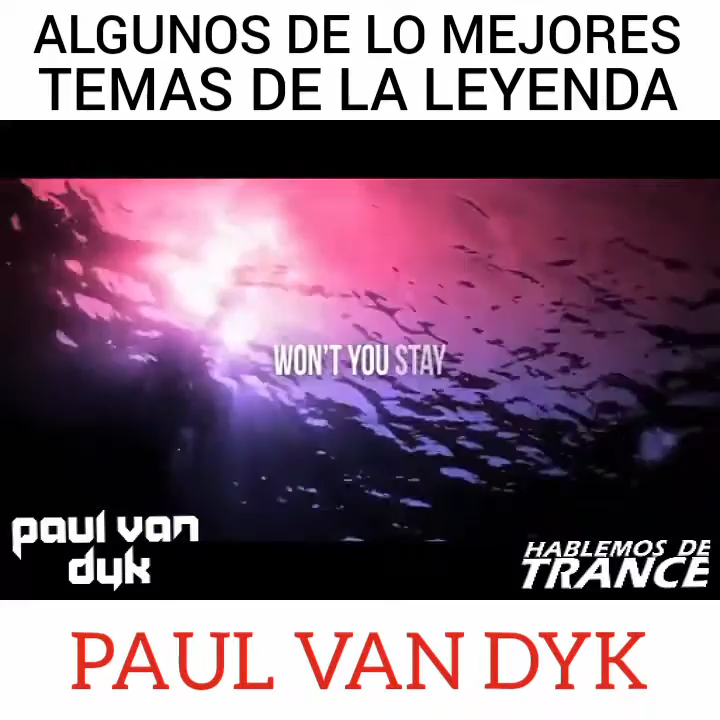 ALGUNOS DE LO MEJORES
TEMAS DE LA LEYENDA
WON'T YOU STAY
paul van
dyk
HABLEMOS DE
TRANCE
PAUL VAN DYK